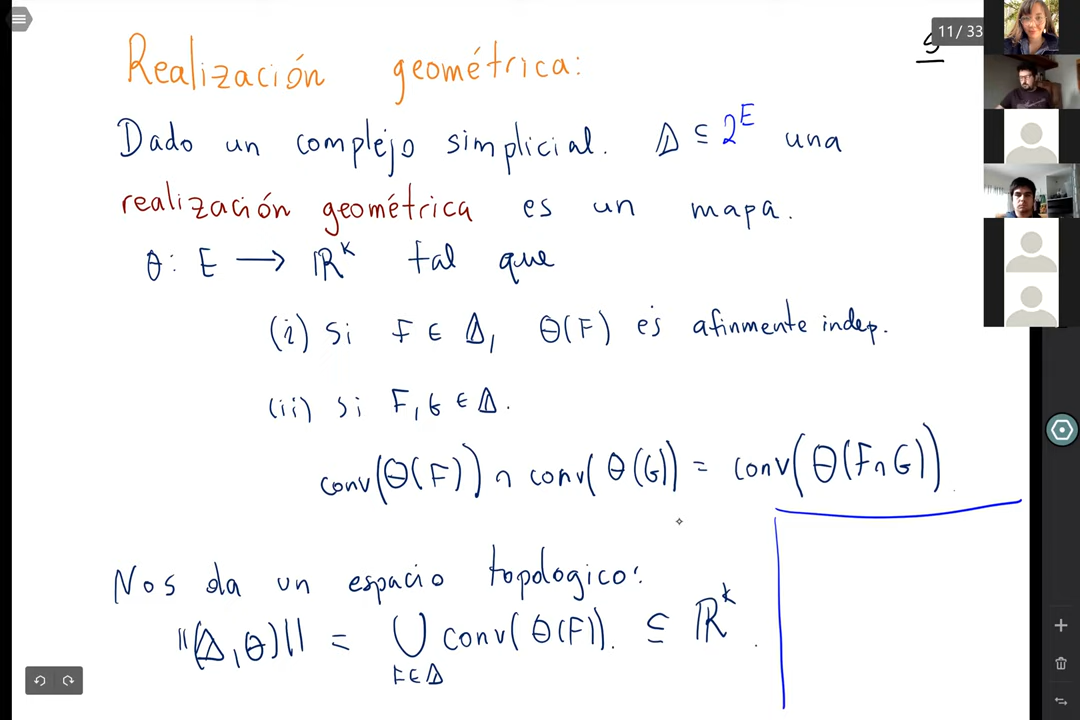 11 / 33
5
Realización geométrica:
Dado un complejo simplicial. Δ ⊆ 2^E una
realización geométrica es un mapa.
θ: E ⟶ ℝ^k tal que
(i) Si F ∈ Δ, θ(F) es afinmente indep.
(ii) Si F, G ∈ Δ.
conv(θ(F)) ∩ conv(θ(G)) = conv(θ(F∩G)).
Nos da un espacio topologico:
||(Δ, θ)|| = ⋃_{F∈Δ} conv(θ(F)). ⊆ ℝ^k.